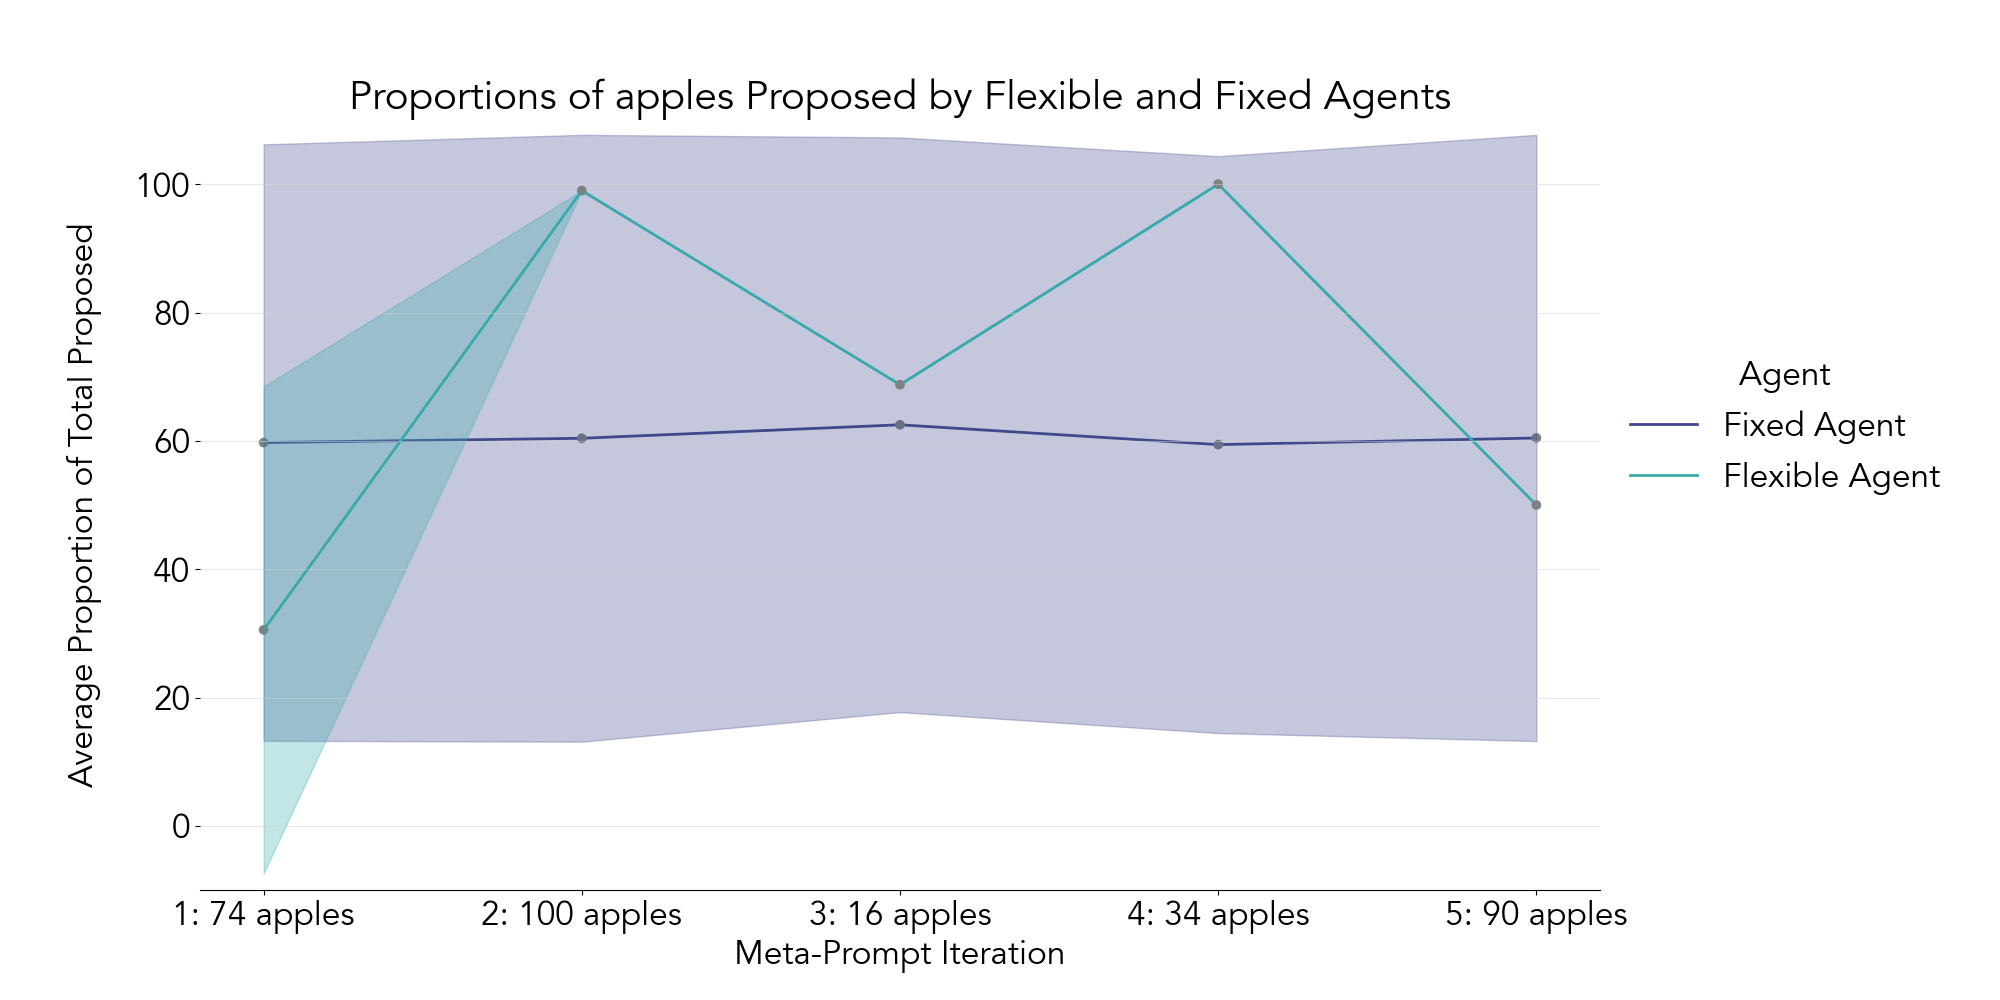 Proportions of apples Proposed by Flexible and Fixed Agents
Average Proportion of Total Proposed
100
80
60
40
20
0
1: 74 apples
2: 100 apples
3: 16 apples
4: 34 apples
5: 90 apples
Meta-Prompt Iteration
Agent
Fixed Agent
Flexible Agent